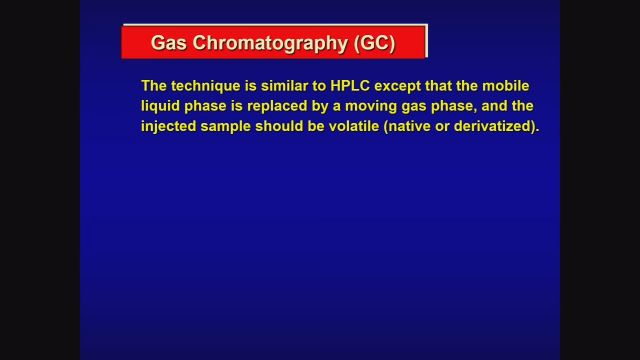 Gas Chromatography (GC)
The technique is similar to HPLC except that the mobile
liquid phase is replaced by a moving gas phase, and the
injected sample should be volatile (native or derivatized).